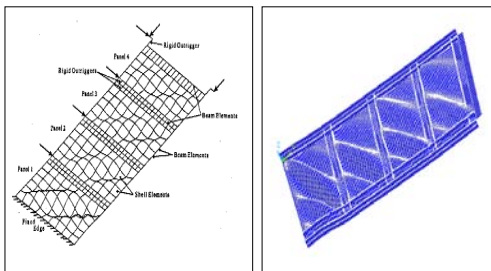 Rigid Outrigger
Panel 4
Rigid Outriggers
Panel 3
Beam Elements
Panel 2
Beam Elements
Panel 1
Shell Elements
Fixed
Edge